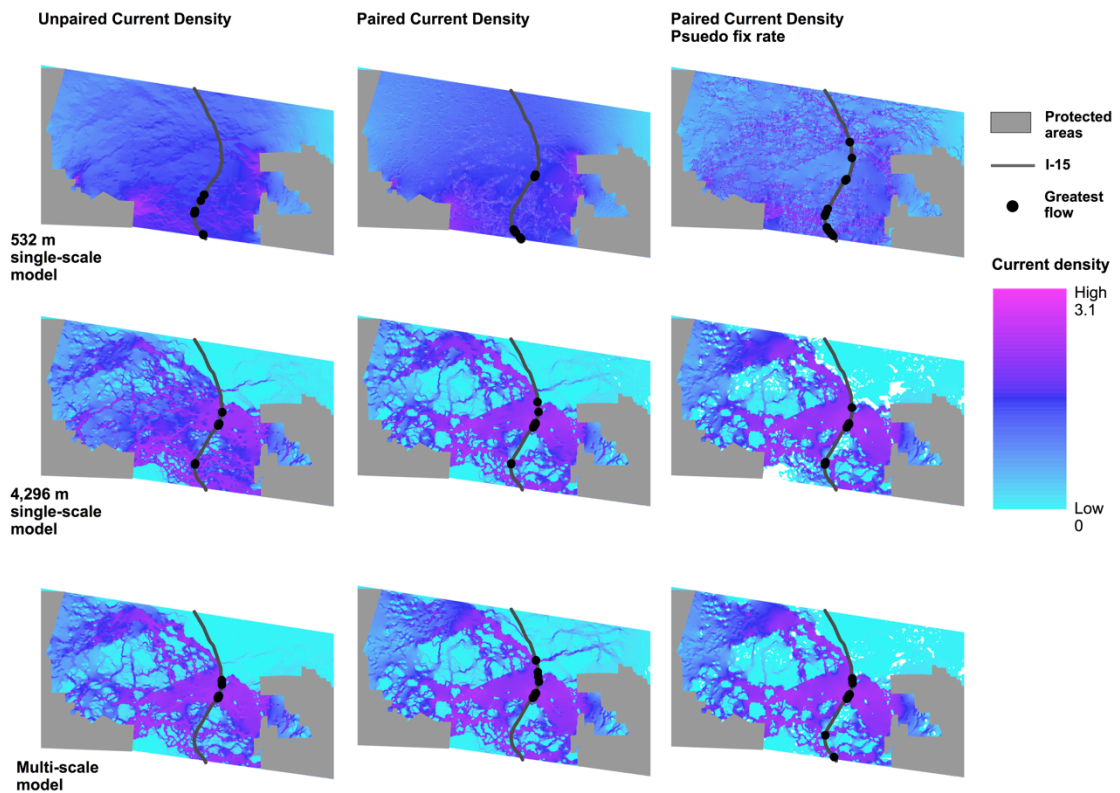 Unpaired Current Density
Paired Current Density
Paired Current Density
Psuedo fix rate
Protected
areas
I-15
Greatest
flow
532 m
single-scale
model
Current density
High
3.1
Low
0
4,296 m
single-scale
model
Multi-scale
model